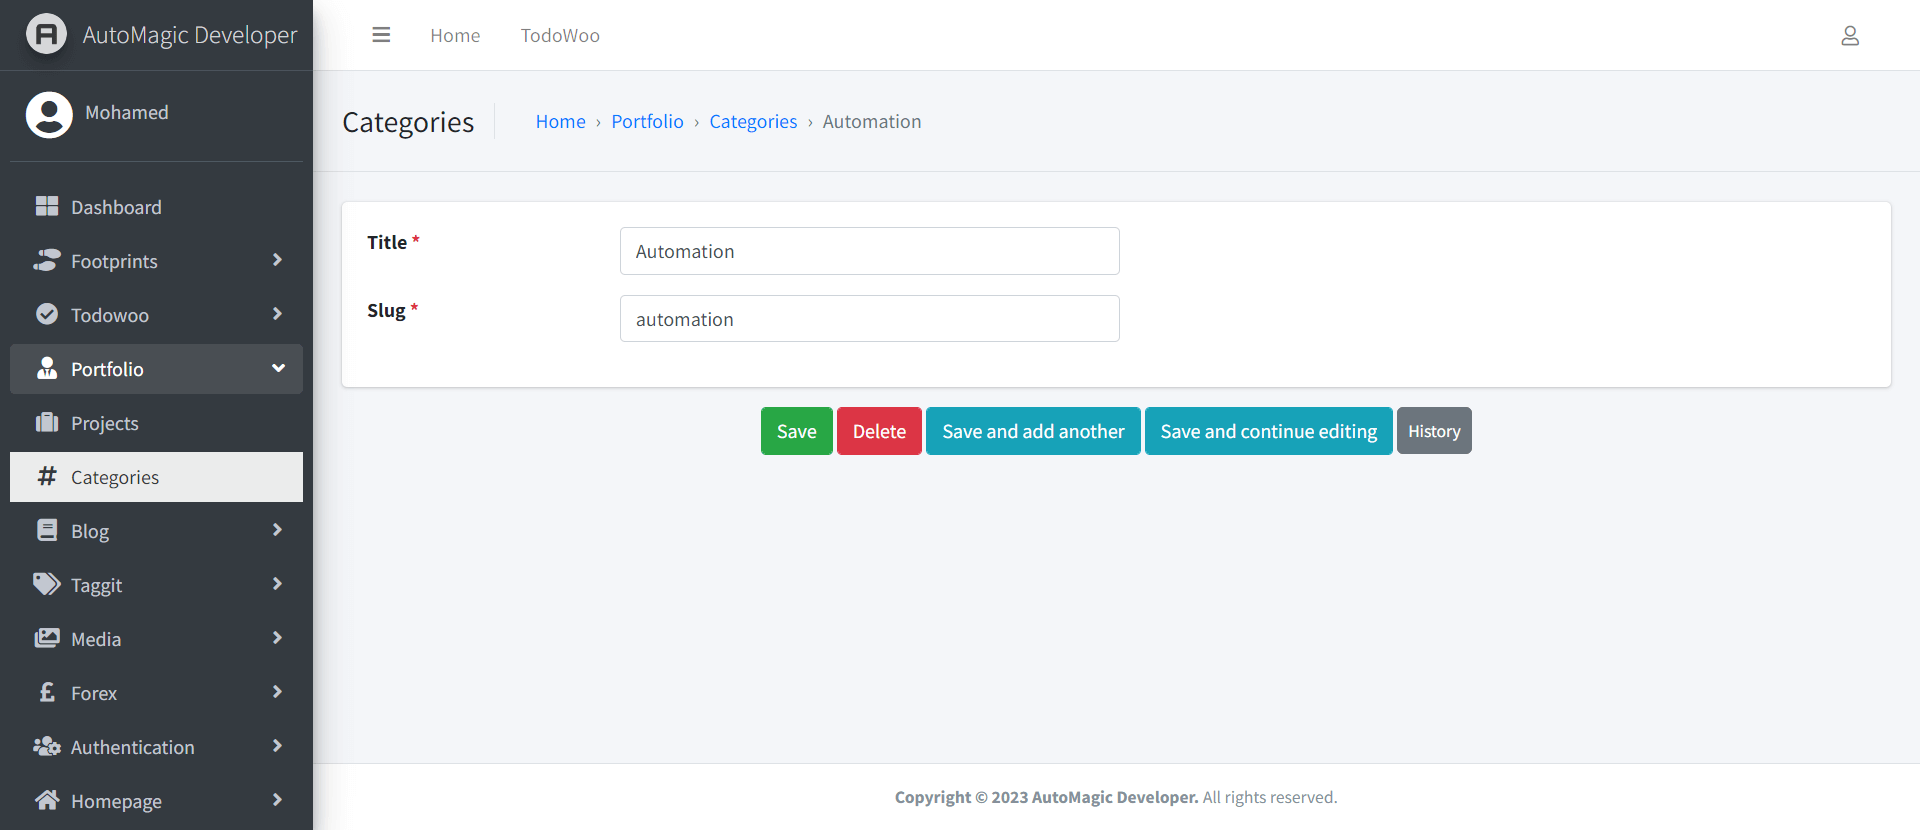 AutoMagic Developer
Home
TodoWoo
Mohamed
Categories
Home › Portfolio › Categories › Automation
Dashboard
Footprints
Todowoo
Portfolio
Projects
Categories
Blog
Taggit
Media
Forex
Authentication
Homepage
Title *
Automation
Slug *
automation
Save
Delete
Save and add another
Save and continue editing
History
Copyright © 2023 AutoMagic Developer. All rights reserved.